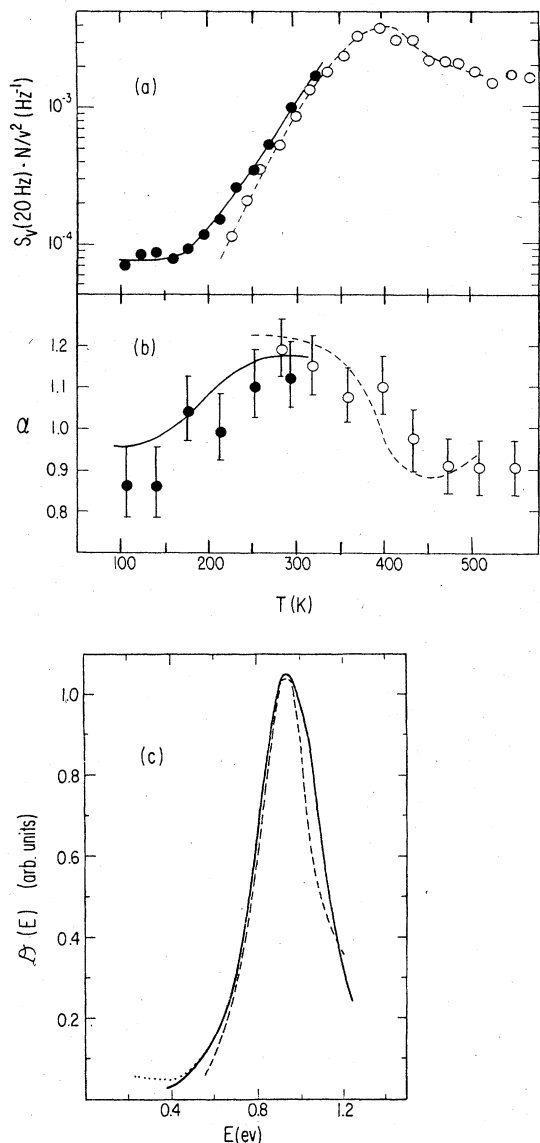 (a)
10⁻³
10⁻⁴
Sᵥ(20 Hz)·N/v² (Hz⁻¹)
(b)
1.2
1.1
1.0
0.9
0.8
α
100 200 300 400 500
T(K)
(c)
1.0
0.8
0.6
0.4
0.2
𝒟(E) (arb. units)
0.4 0.8 1.2
E(ev)